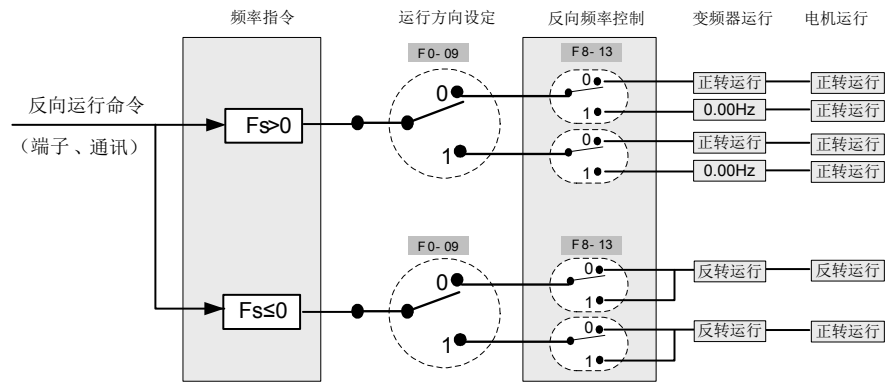 频率指令 运行方向设定 反向频率控制 变频器运行 电机运行
F0-09 F8-13
0 0 正转运行 正转运行
反向运行命令
1 0.00Hz 正转运行
Fs>0
（端子、通讯）
1 0 正转运行 正转运行
1 0.00Hz 正转运行
F0-09 F8-13
0 0 反转运行 反转运行
1
Fs≤0
1 0 反转运行 正转运行
1